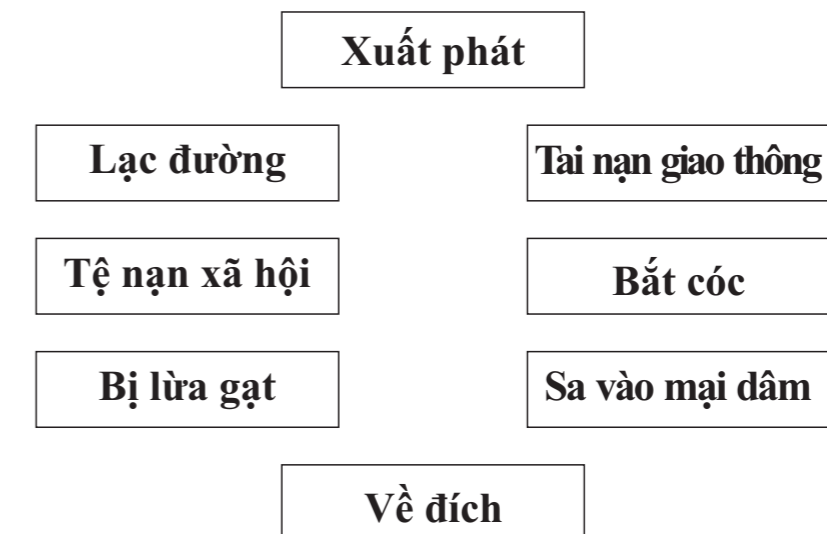 Xuất phát
Lạc đường
Tai nạn giao thông
Tệ nạn xã hội
Bắt cóc
Bị lừa gạt
Sa vào mại dâm
Về đích